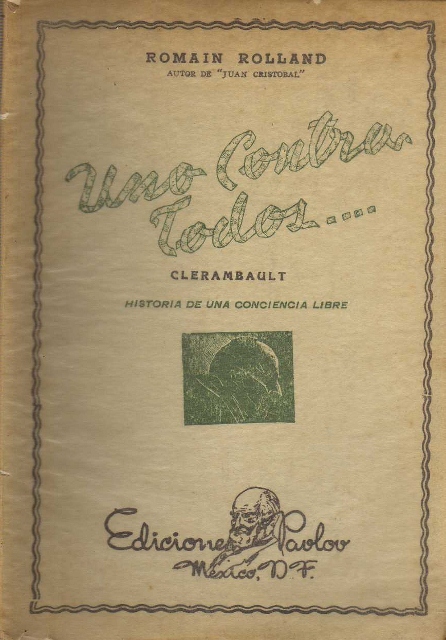 ROMAIN ROLLAND
AUTOR DE "JUAN CRISTOBAL"
Uno Contra
Todos....
CLERAMBAULT
HISTORIA DE UNA CONCIENCIA LIBRE
Ediciones Pavlov
México, D F.